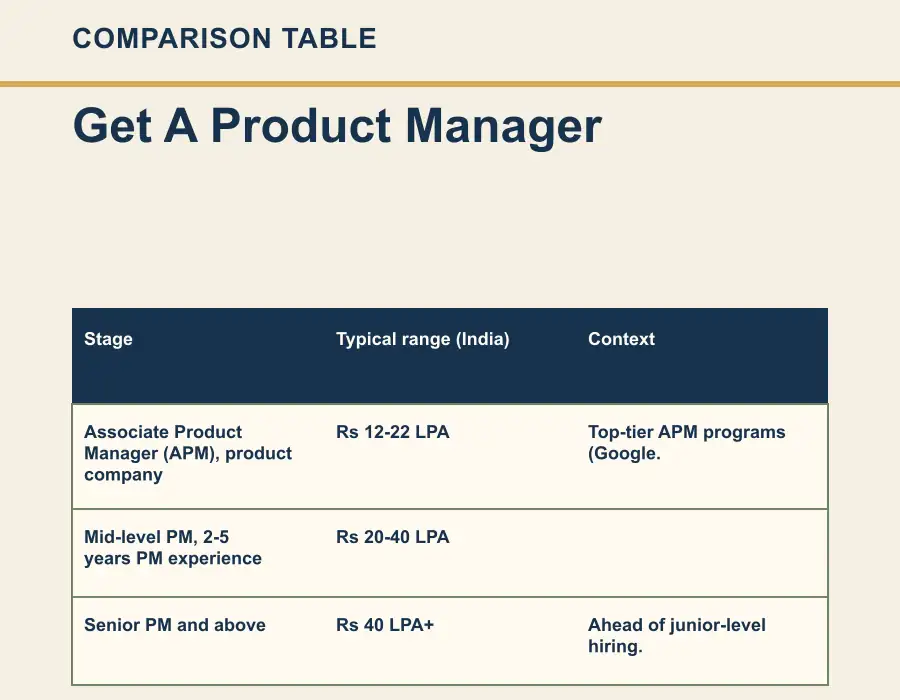 COMPARISON TABLE
Get A Product Manager
Stage
Typical range (India)
Context
Associate Product
Manager (APM), product
company
Rs 12-22 LPA
Top-tier APM programs
(Google.
Mid-level PM, 2-5
years PM experience
Rs 20-40 LPA
Senior PM and above
Rs 40 LPA+
Ahead of junior-level
hiring.